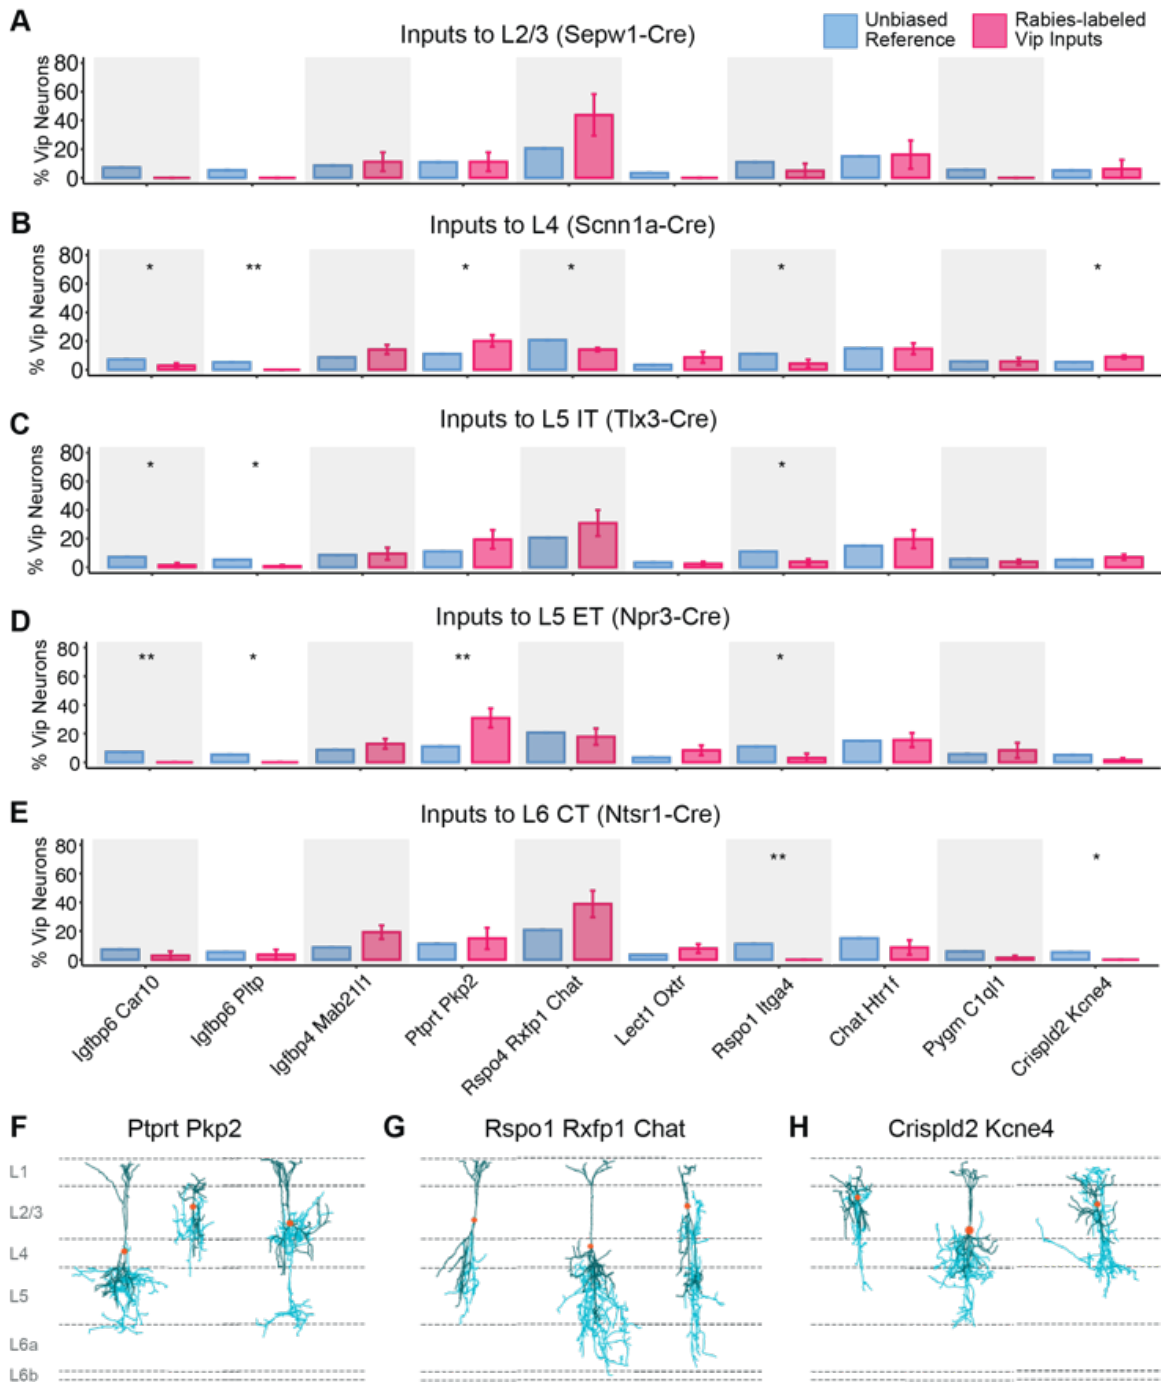 A
Inputs to L2/3 (Sepw1-Cre)
Unbiased
Reference
Rabies-labeled
Vip Inputs
% Vip Neurons
80
60
40
20
0
B
Inputs to L4 (Scnn1a-Cre)
% Vip Neurons
80
60
40
20
0
*
**
*
*
*
*
C
Inputs to L5 IT (Tlx3-Cre)
% Vip Neurons
80
60
40
20
0
*
*
*
D
Inputs to L5 ET (Npr3-Cre)
% Vip Neurons
80
60
40
20
0
**
*
**
*
E
Inputs to L6 CT (Ntsr1-Cre)
% Vip Neurons
80
60
40
20
0
**
*
Igfbp6 Car10
Igfbp6 Pltp
Igfbp4 Mab21l1
Ptprt Pkp2
Rspo4 Rxfp1 Chat
Lect1 Oxtr
Rspo1 Itga4
Chat Htr1f
Pygm C1ql1
Crispld2 Kcne4
F
Ptprt Pkp2
G
Rspo1 Rxfp1 Chat
H
Crispld2 Kcne4
L1
L2/3
L4
L5
L6a
L6b